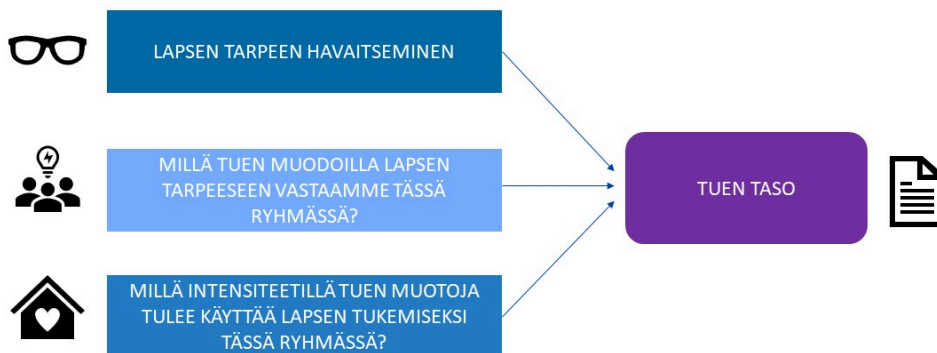 LAPSEN TARPEEN HAVAITSEMINEN
MILLÄ TUEN MUODOILLA LAPSEN
TARPEESEEN VASTAAMME TÄSSÄ
RYHMÄSSÄ?
MILLÄ INTENSITEETILLÄ TUEN MUOTOJA
TULEE KÄYTTÄÄ LAPSEN TUKEMISEKSI
TÄSSÄ RYHMÄSSÄ?
TUEN TASO